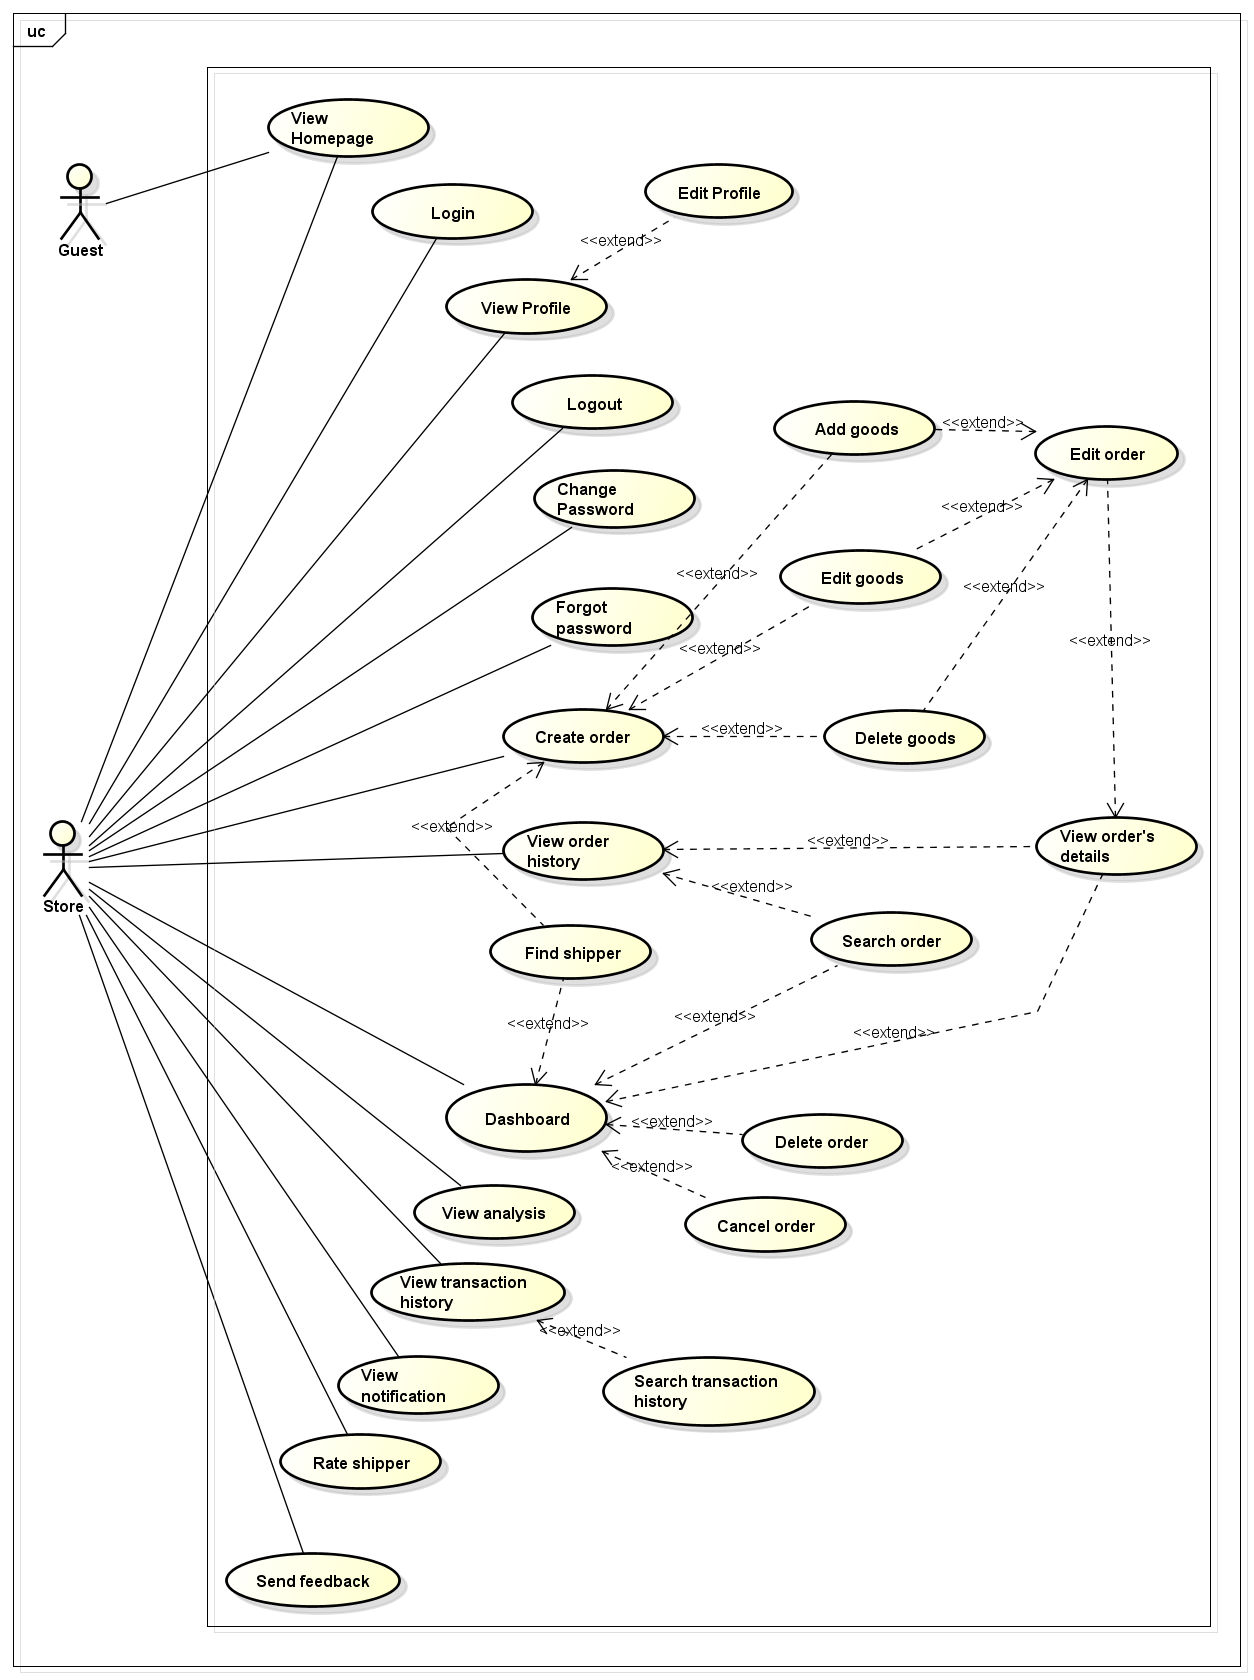 uc
View
Homepage
Guest
Login
Edit Profile
<<extend>>
View Profile
Logout
Add goods
<<extend>>
Edit order
Change
Password
<<extend>>
<<extend>>
Edit goods
<<extend>>
Forgot
password
<<extend>>
<<extend>>
Create order
<<extend>>
Delete goods
<<extend>>
View order
history
<<extend>>
View order's
details
Store
<<extend>>
Find shipper
Search order
<<extend>>
<<extend>>
<<extend>>
Dashboard
<<extend>>
Delete order
<<extend>>
View analysis
Cancel order
View transaction
history
<<extend>>
View
notification
Search transaction
history
Rate shipper
Send feedback